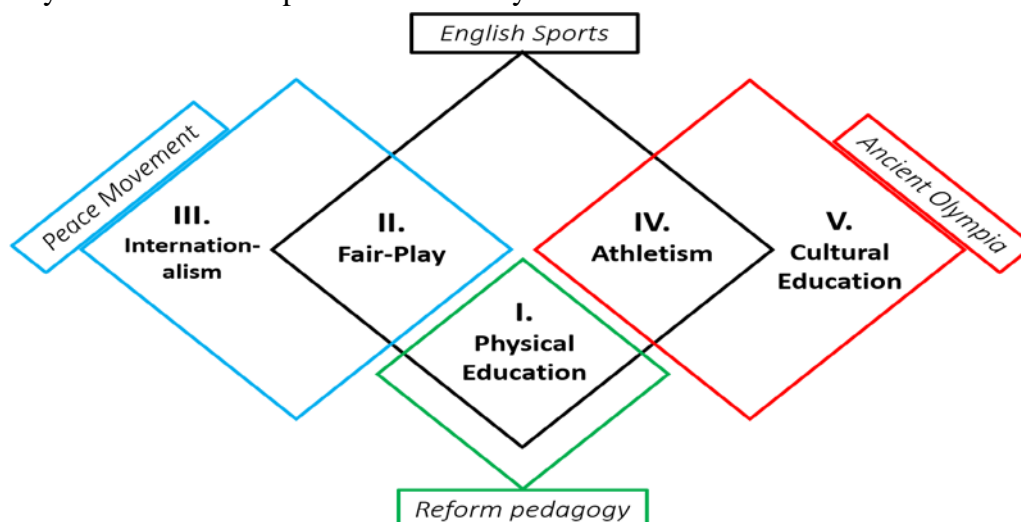 English Sports
Peace Movement
Ancient Olympia
III.
Internation-
alism
II.
Fair-Play
IV.
Athletism
V.
Cultural
Education
I.
Physical
Education
Reform pedagogy